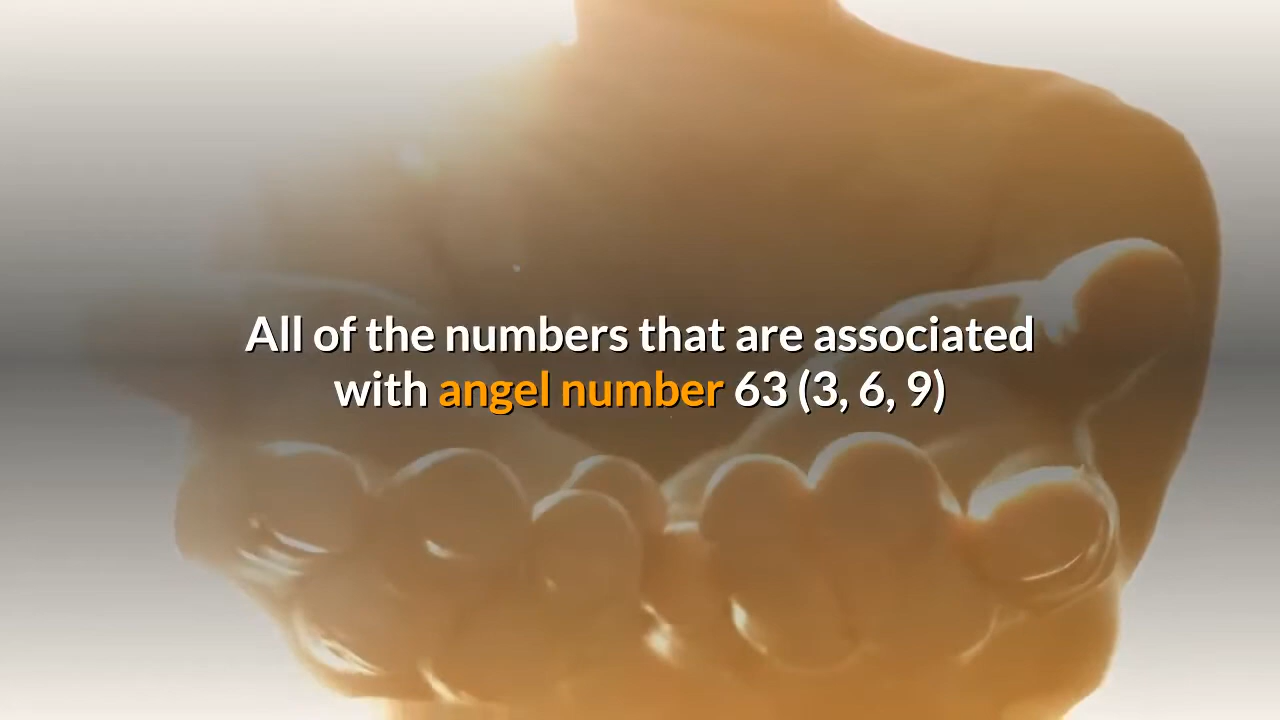 All of the numbers that are associated
with angel number 63 (3, 6, 9)